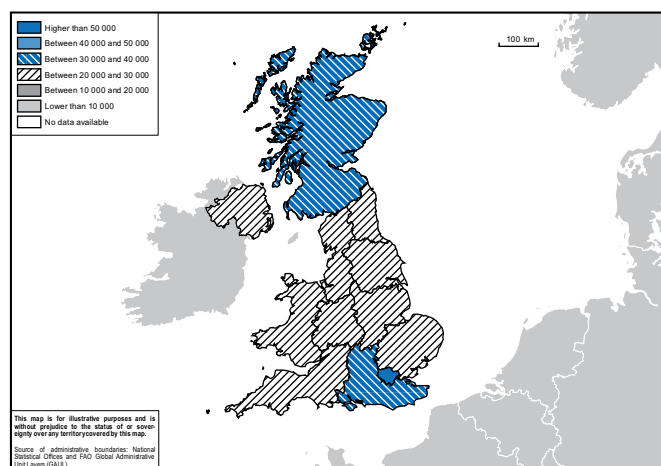 Higher than 50 000
Between 40 000 and 50 000
Between 30 000 and 40 000
Between 20 000 and 30 000
Between 10 000 and 20 000
Lower than 10 000
No data available
100 km
This map is for illustrative purposes and is
without prejudice to the status of or sover-
eignty over any territorycovered by this map.
Source of administrative boundaries: National
Statistical Offices and FAO Global Administrative
Unit Layers (GAUL).